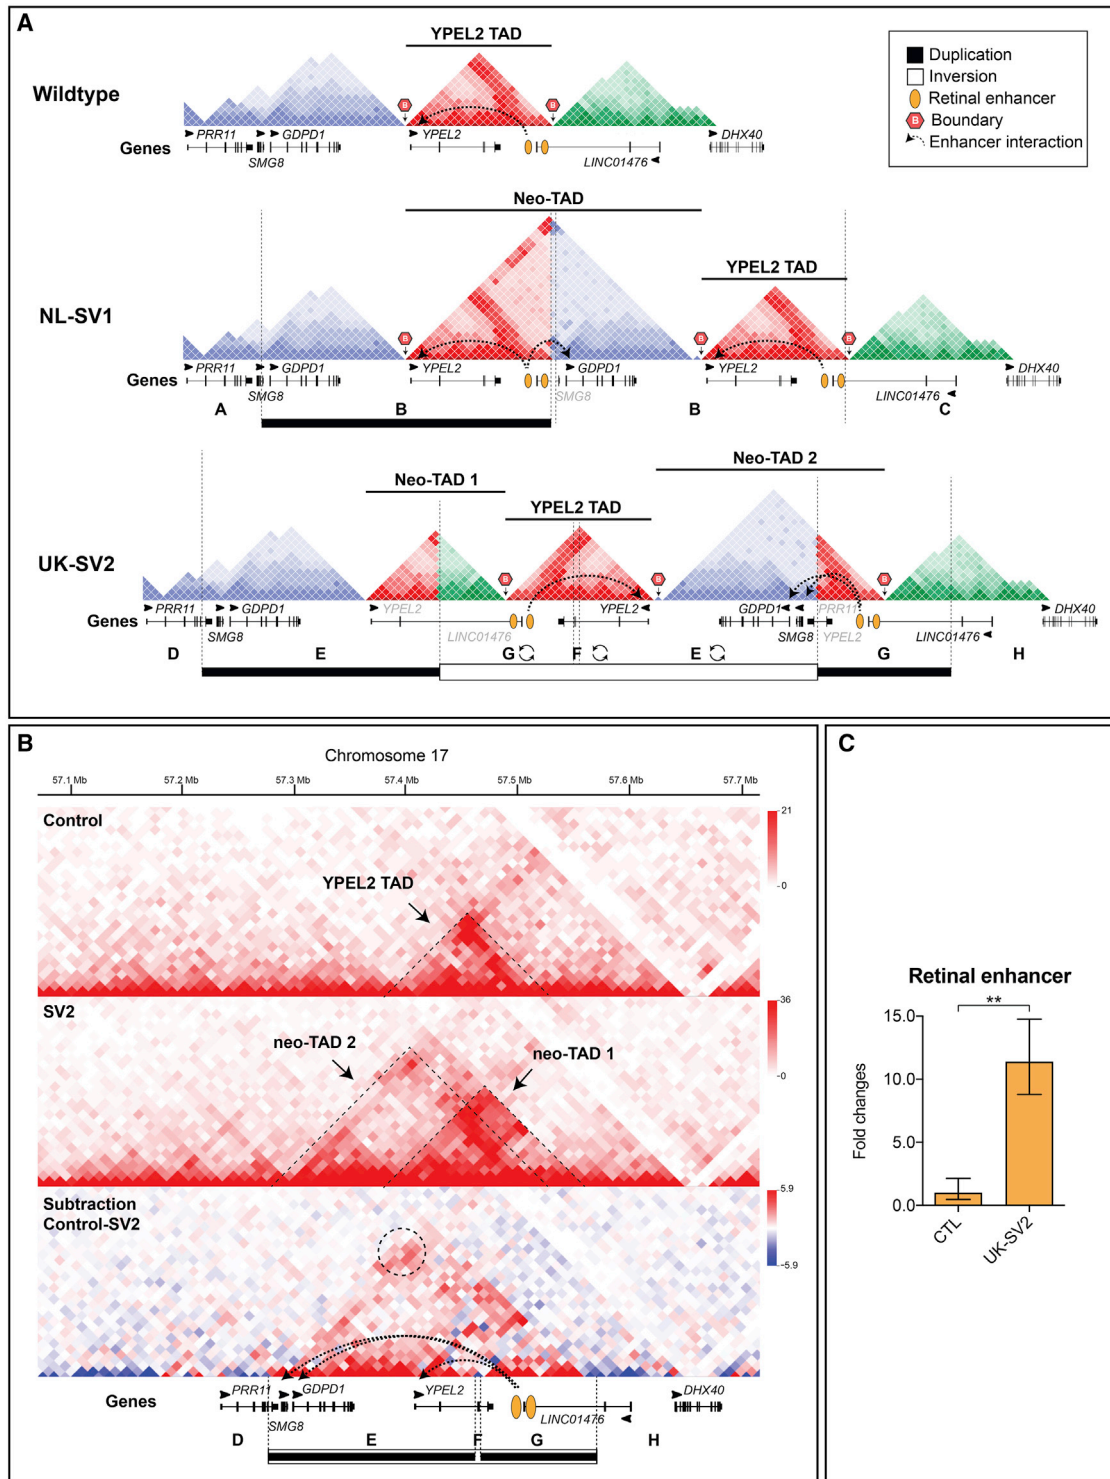 A
YPEL2 TAD
Wildtype
B B
Genes
PRR11 GDPD1 YPEL2 DHX40
SMG8 LINC01476
Duplication
Inversion
Retinal enhancer
B Boundary
Enhancer interaction
Neo-TAD
YPEL2 TAD
NL-SV1
B B B
Genes
PRR11 GDPD1 YPEL2 GDPD1 YPEL2 DHX40
SMG8 SMG8 LINC01476
A B B C
Neo-TAD 1 YPEL2 TAD Neo-TAD 2
UK-SV2
B B B
Genes
PRR11 GDPD1 YPEL2 YPEL2 GDPD1 PRR11 DHX40
SMG8 LINC01476 SMG8 YPEL2 LINC01476
D E G F E G H
B
Chromosome 17
57.1 Mb 57.2 Mb 57.3 Mb 57.4 Mb 57.5 Mb 57.6 Mb 57.7 Mb
Control
21
0
YPEL2 TAD
SV2
36
0
neo-TAD 2
neo-TAD 1
Subtraction
Control-SV2
5.9
-5.9
Genes
PRR11 GDPD1 YPEL2 DHX40
SMG8 LINC01476
D E F G H
C
Retinal enhancer
**
Fold changes
15.0
10.0
5.0
0.0
CTL
UK-SV2